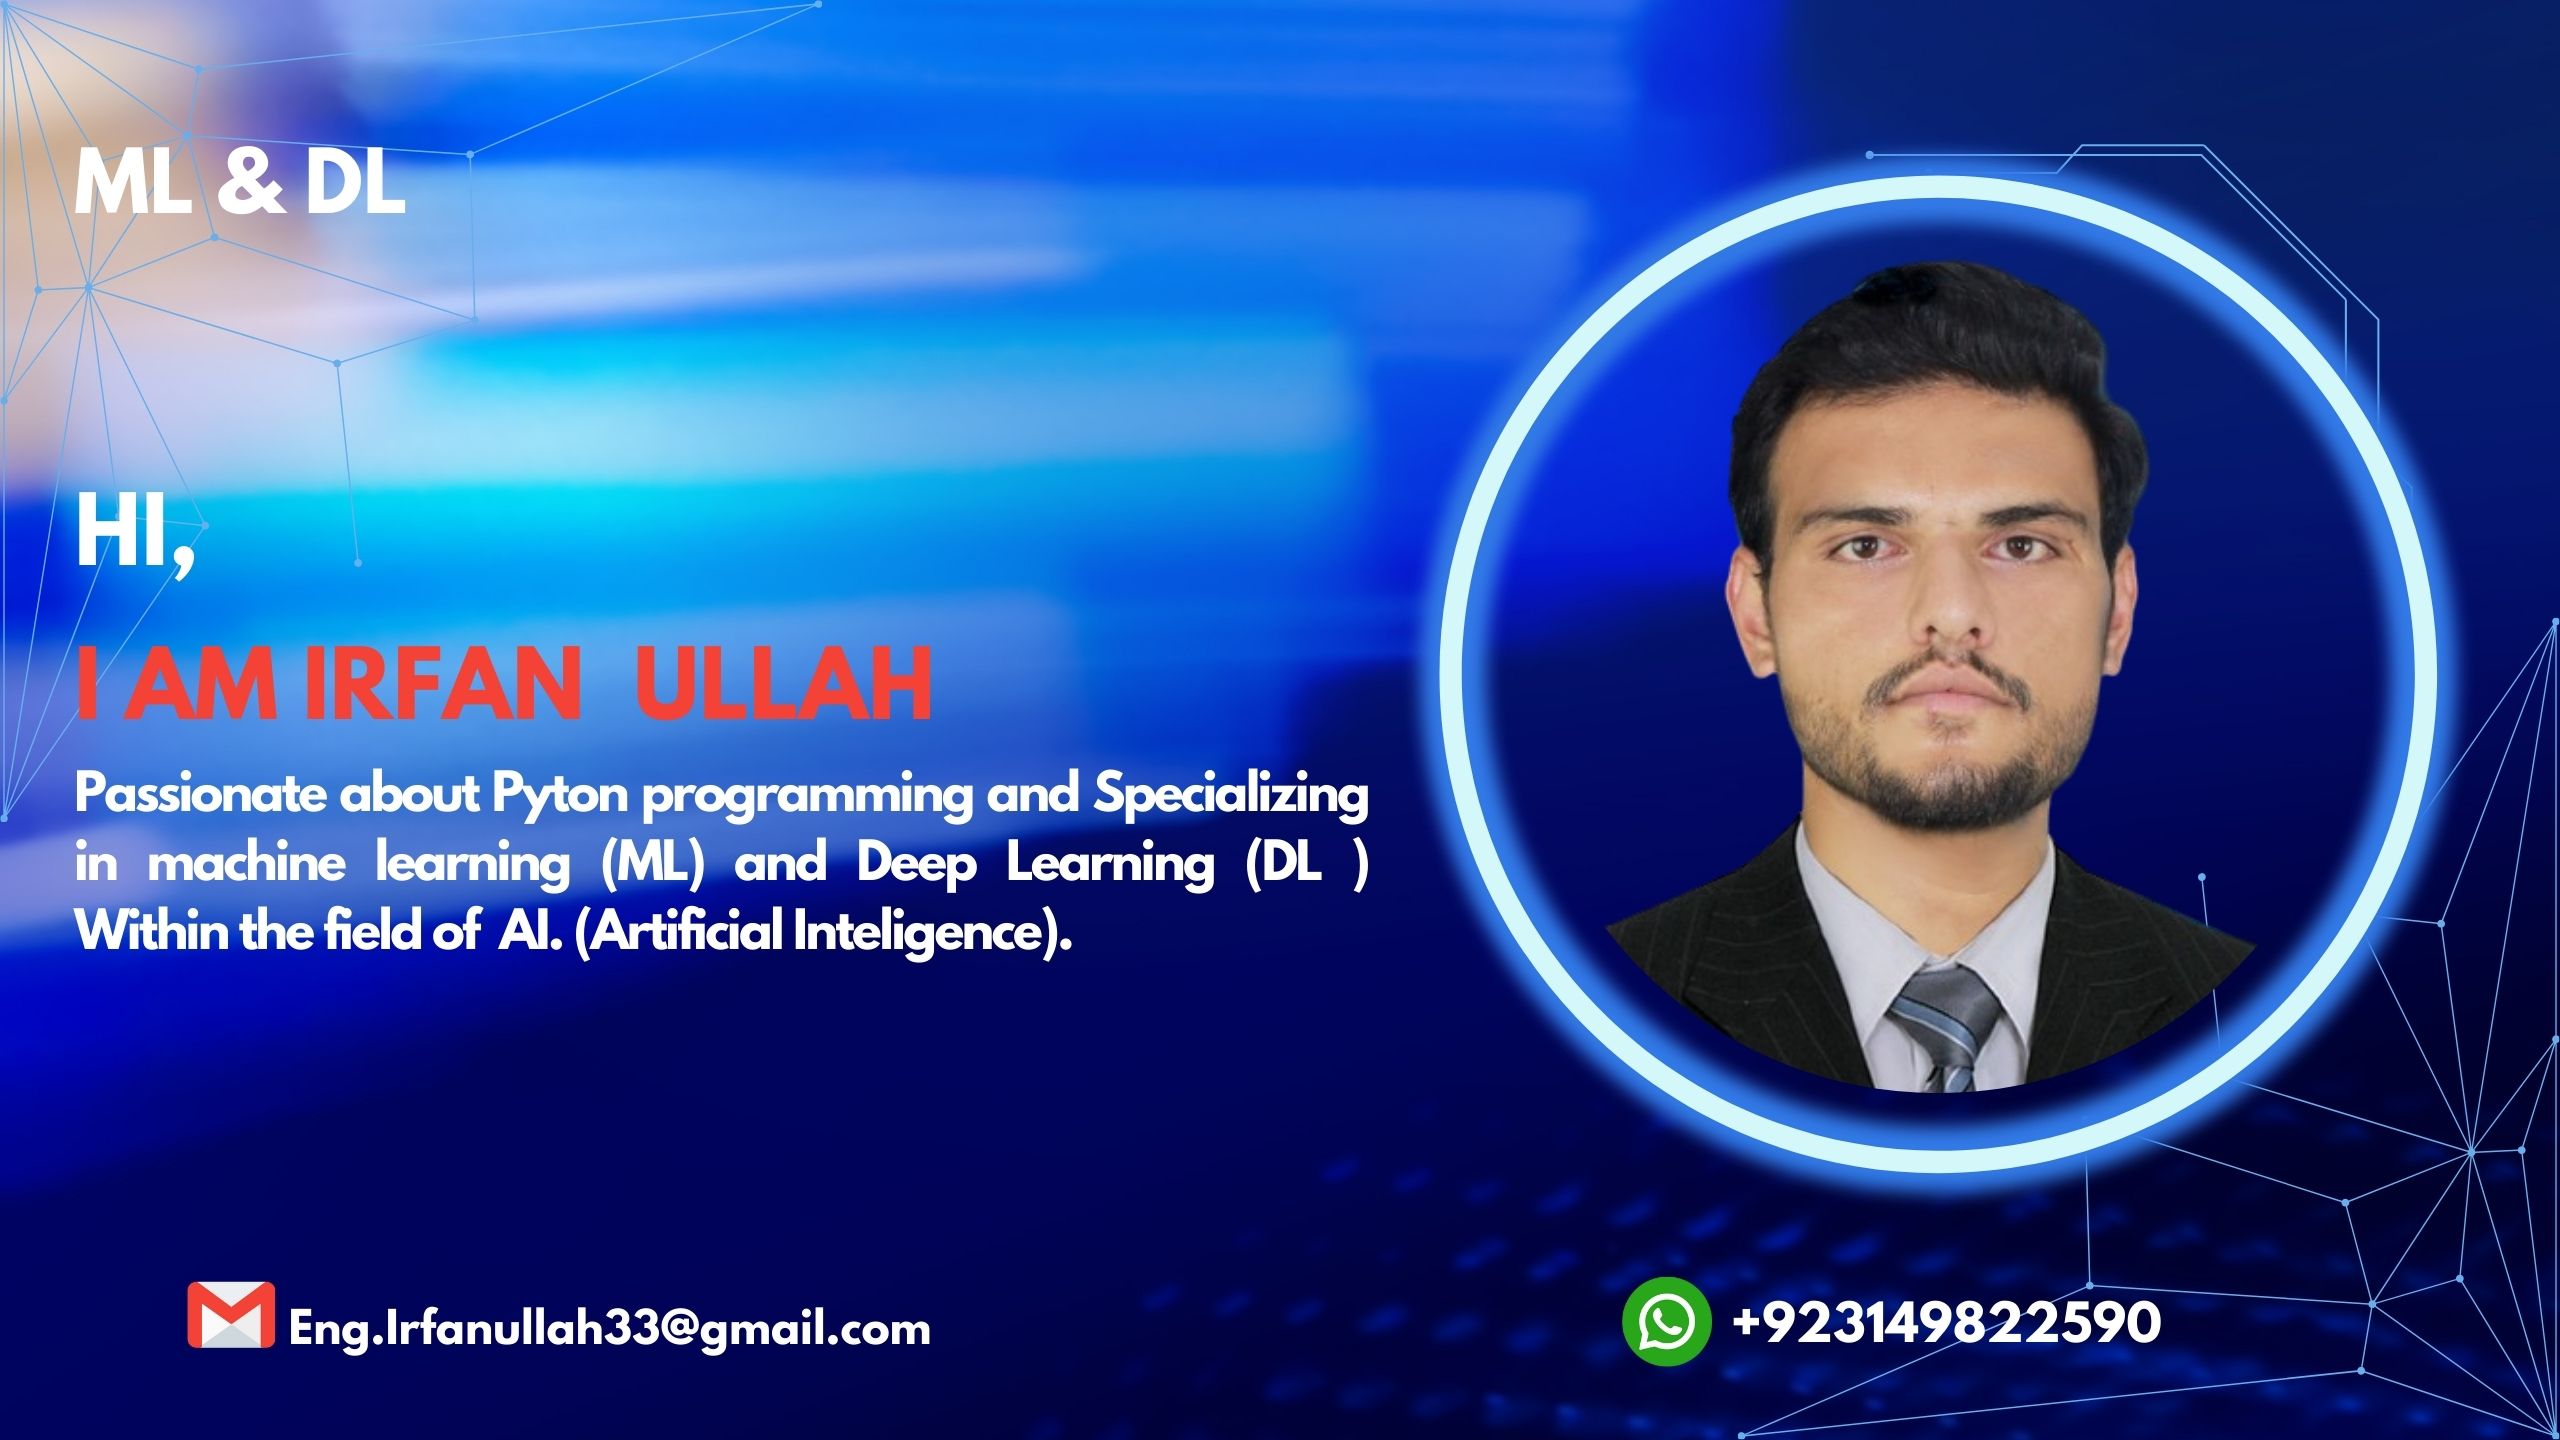 ML & DL
HI,
I AM IRFAN ULLAH
Passionate about Pyton programming and Specializing
in machine learning (ML) and Deep Learning (DL )
Within the field of AI. (Artificial Inteligence).
Eng.Irfanullah33@gmail.com
+923149822590